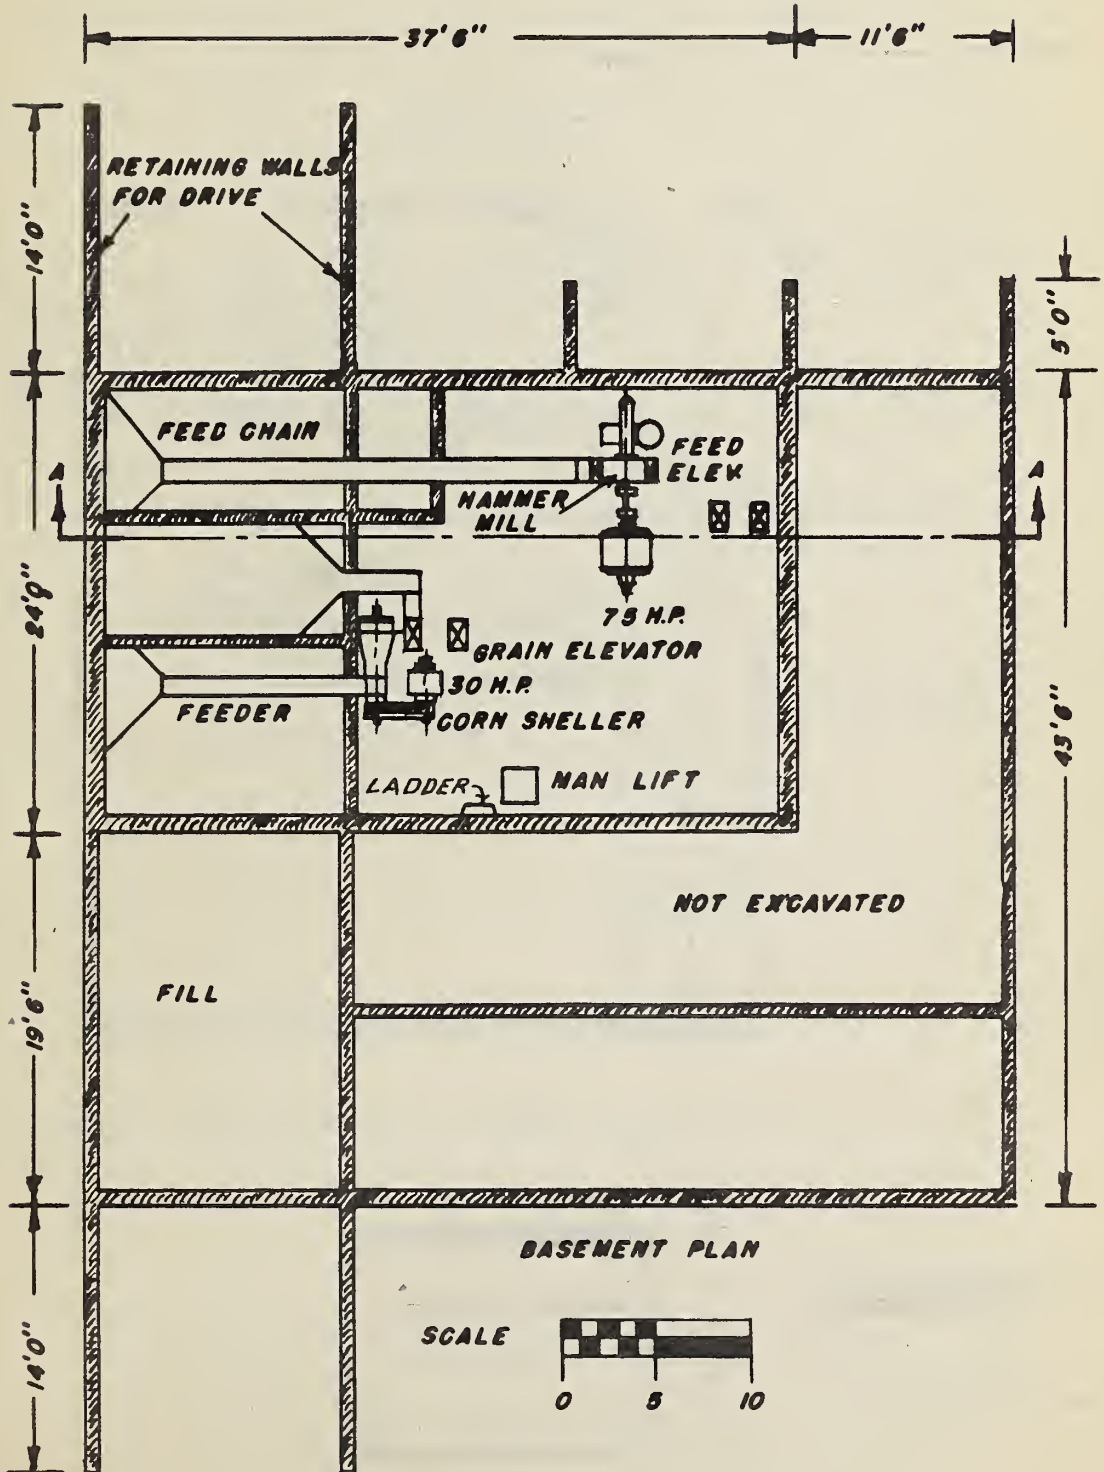 37'6"
11'6"
RETAINING WALLS
FOR DRIVE
14'0"
5'0"
FEED CHAIN
FEED
ELEV.
A
A
HAMMER
MILL
24'0"
75 H.P.
GRAIN ELEVATOR
30 H.P.
FEEDER
CORN SHELLER
43'6"
LADDER
MAN LIFT
NOT EXCAVATED
FILL
19'6"
BASEMENT PLAN
SCALE
14'0"
0 5 10